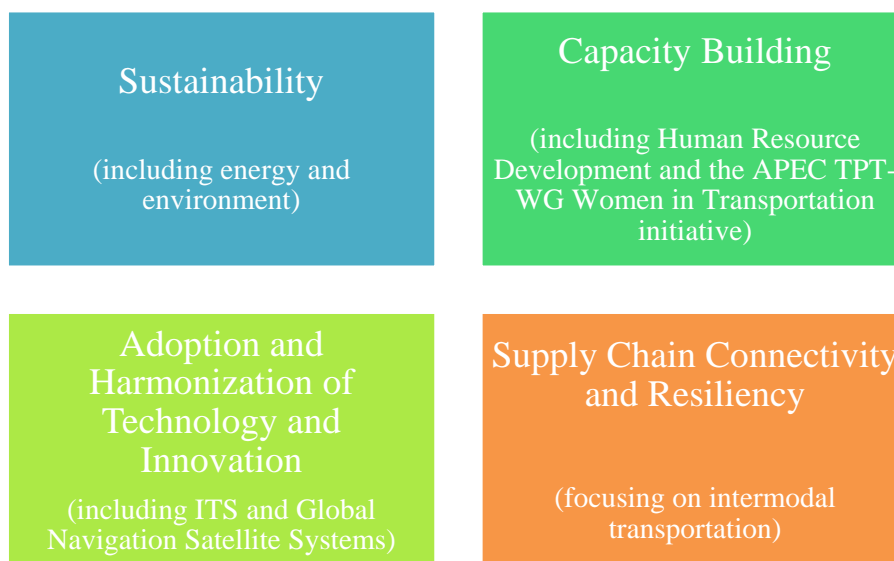 Sustainability
(including energy and
environment)
Capacity Building
(including Human Resource
Development and the APEC TPT-
WG Women in Transportation
initiative)
Adoption and
Harmonization of
Technology and
Innovation
(including ITS and Global
Navigation Satellite Systems)
Supply Chain Connectivity
and Resiliency
(focusing on intermodal
transportation)